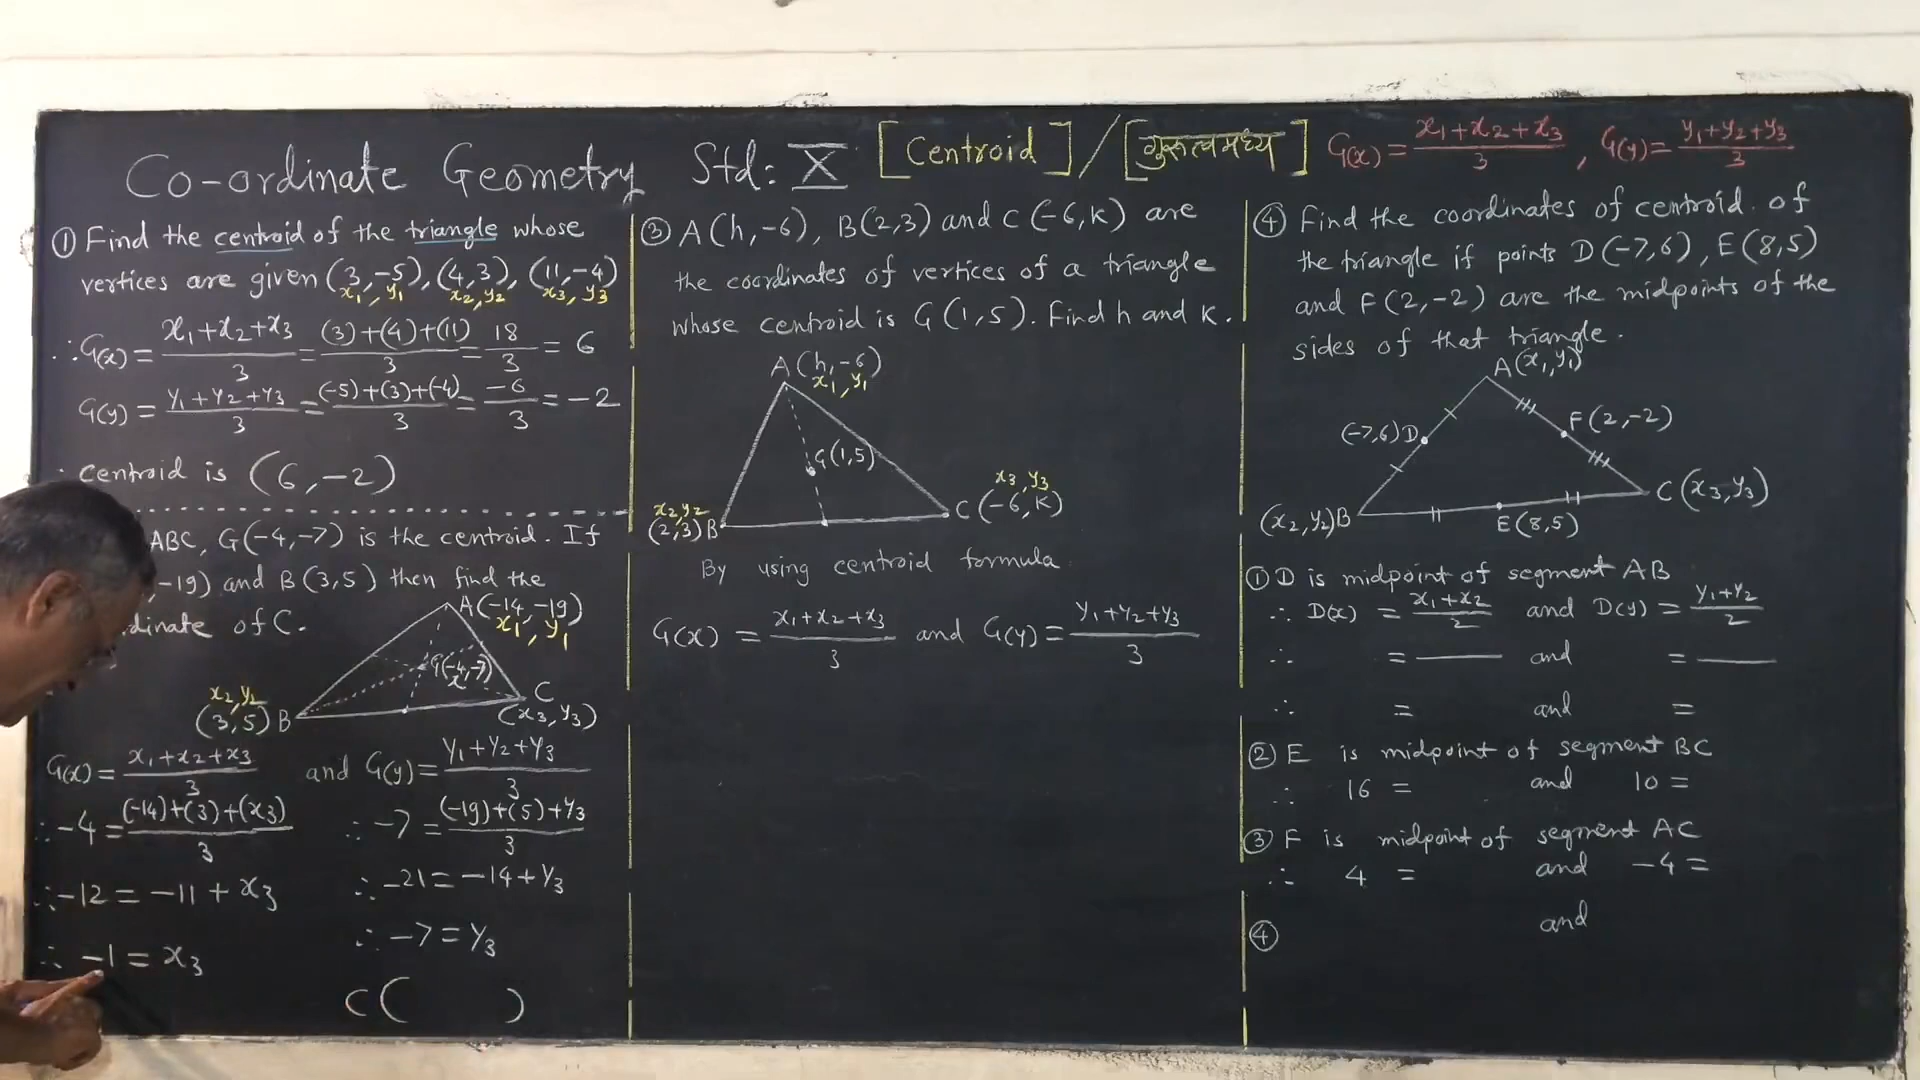 Co-ordinate Geometry Std: X [Centroid]/[गुरुत्वमध्य] G(x) = x₁+x₂+x₃/3 , G(y) = y₁+y₂+y₃/3
① Find the centroid of the triangle whose
vertices are given (3,-5), (4,3), (11,-4)
x₁, y₁ x₂, y₂ x₃, y₃
∴ G(x) = x₁+x₂+x₃/3 = (3)+(4)+(11)/3 = 18/3 = 6
G(y) = y₁+y₂+y₃/3 = (-5)+(3)+(-4)/3 = -6/3 = -2
centroid is (6,-2)
ABC, G(-4,-7) is the centroid. If
,-19) and B(3,5) then find the
dinate of C.
A(-14,-19)
x₁, y₁
G(-4,-7)
x
x₂, y₂
(3,5) B
C
(x₃, y₃)
G(x) = x₁+x₂+x₃/3 and G(y) = y₁+y₂+y₃/3
∴ -4 = (-14)+(3)+(x₃)/3 ∴ -7 = (-19)+(5)+y₃/3
∴ -12 = -11 + x₃ ∴ -21 = -14 + y₃
∴ -1 = x₃ ∴ -7 = y₃
C( )
③ A(h,-6), B(2,3) and C(-6,k) are
the coordinates of vertices of a triangle
whose centroid is G(1,5). Find h and k.
A(h,-6)
x₁, y₁
G(1,5)
x₂, y₂
(2,3) B
x₃, y₃
C(-6,k)
By using centroid formula
G(x) = x₁+x₂+x₃/3 and G(y) = y₁+y₂+y₃/3
④ Find the coordinates of centroid of
the triangle if points D(-7,6), E(8,5)
and F(2,-2) are the midpoints of the
sides of that triangle.
A(x₁, y₁)
(-7,6) D
F(2,-2)
C(x₃, y₃)
(x₂, y₂) B
E(8,5)
① D is midpoint of segment AB
∴ D(x) = x₁+x₂/2 and D(y) = y₁+y₂/2
∴ = —— and = ——
∴ = and =
② E is midpoint of segment BC
∴ 16 = and 10 =
③ F is midpoint of segment AC
∴ 4 = and -4 =
④ and